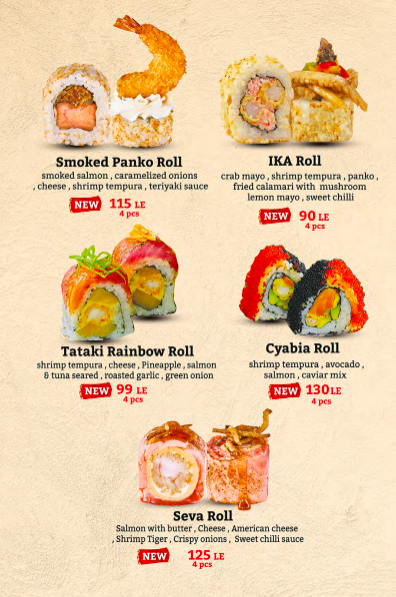 Smoked Panko Roll
smoked salmon , caramelized onions
, cheese , shrimp tempura , teriyaki sauce
NEW 115 LE
4 pcs
IKA Roll
crab mayo , shrimp tempura , panko ,
fried calamari with mushroom
lemon mayo , sweet chilli
NEW 90 LE
4 pcs
Tataki Rainbow Roll
shrimp tempura , cheese , Pineapple , salmon
& tuna seared , roasted garlic , green onion
NEW 99 LE
4 pcs
Cyabia Roll
shrimp tempura , avocado ,
salmon , caviar mix
NEW 130 LE
4 pcs
Seva Roll
Salmon with butter , Cheese , American cheese
, Shrimp Tiger , Crispy onions , Sweet chilli sauce
NEW 125 LE
4 pcs